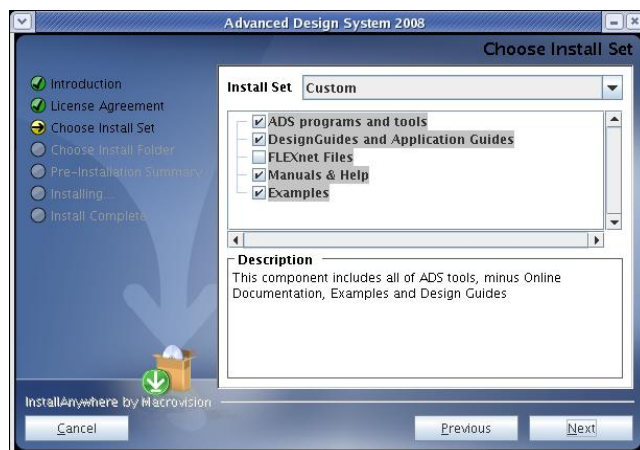 Advanced Design System 2008
Choose Install Set
Introduction
License Agreement
Choose Install Set
Choose Install Folder
Pre-Installation Summary
Installing...
Install Complete
Install Set Custom
ADS programs and tools
DesignGuides and Application Guides
FLEXnet Files
Manuals & Help
Examples
Description
This component includes all of ADS tools, minus Online
Documentation, Examples and Design Guides
InstallAnywhere by Macrovision
Cancel
Previous
Next